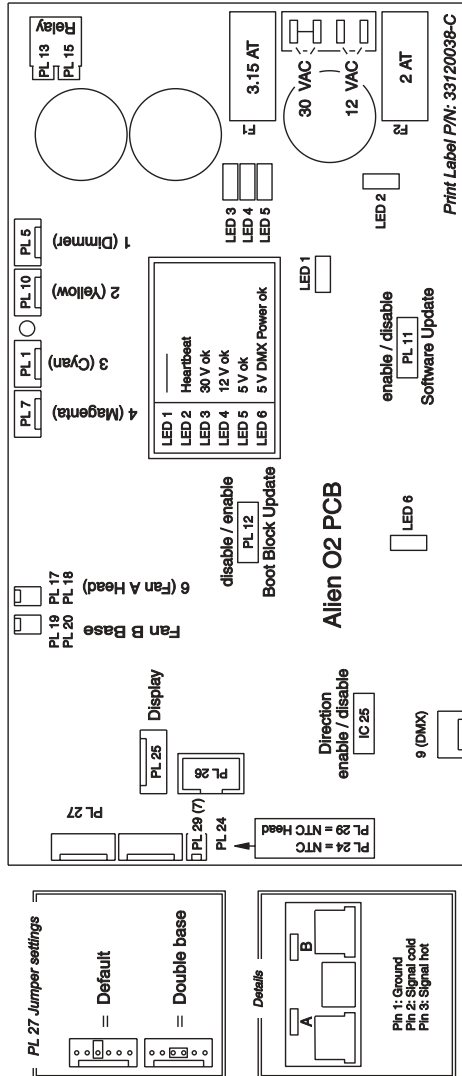 PL 13
PL 15
Relay
3.15 AT
F1
30 VAC
12 VAC
2 AT
F2
Print Label P/N: 33120038-C
PL 5
1 (Dimmer)
PL 10
2 (Yellow)
PL 1
3 (Cyan)
PL 7
4 (Magenta)
LED 3
LED 4
LED 5
LED 2
LED 1
LED 1
LED 2 Heartbeat
LED 3 30 V ok
LED 4 12 V ok
LED 5 5 V ok
LED 6 5 V DMX Power ok
enable / disable
PL 11
Software Update
disable / enable
PL 12
Boot Block Update
Alien O2 PCB
LED 6
PL 17
PL 18
6 (Fan A Head)
PL 19
PL 20
Fan B Base
Display
PL 25
PL 26
Direction
enable / disable
IC 25
9 (DMX)
PL 27
PL 29 (7)
PL 24
PL 24 = NTC
PL 29 = NTC Head
PL 27 Jumper settings
= Default
= Double base
Details
A
B
Pin 1: Ground
Pin 2: Signal cold
Pin 3: Signal hot